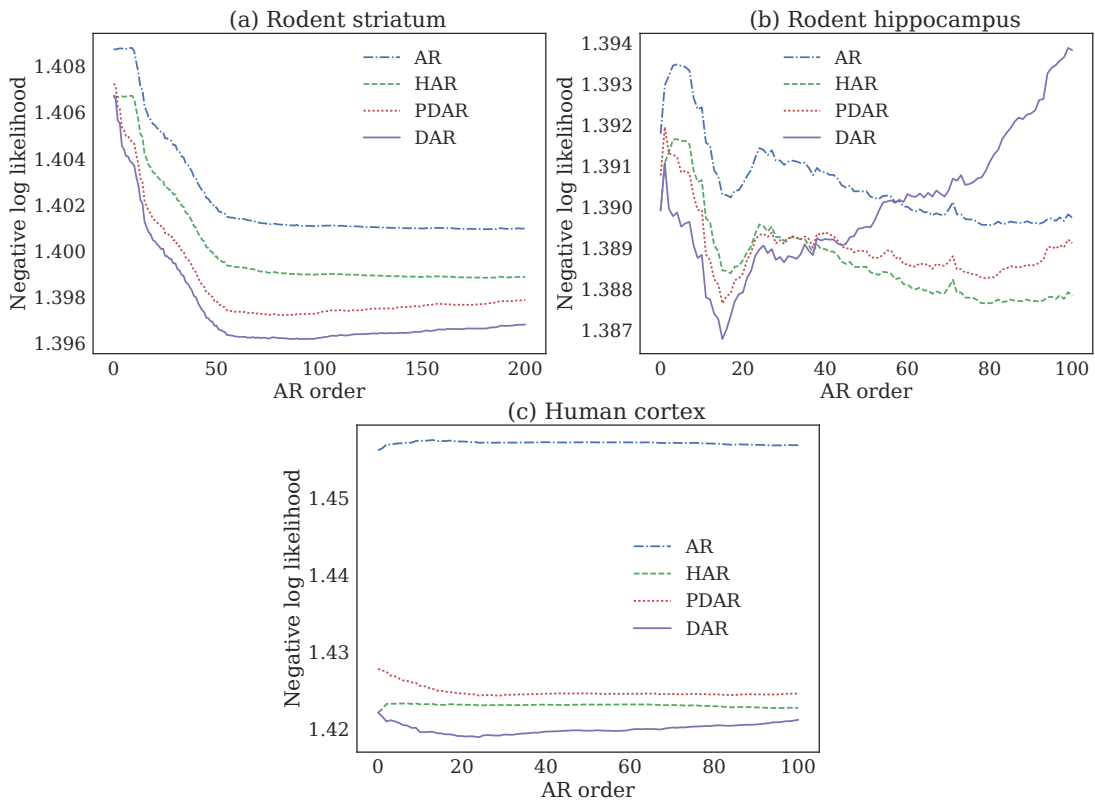 (a) Rodent striatum
Negative log likelihood
1.408
1.406
1.404
1.402
1.400
1.398
1.396
AR
HAR
PDAR
DAR
0 50 100 150 200
AR order
(b) Rodent hippocampus
Negative log likelihood
1.394
1.393
1.392
1.391
1.390
1.389
1.388
1.387
AR
HAR
PDAR
DAR
0 20 40 60 80 100
AR order
(c) Human cortex
Negative log likelihood
1.45
1.44
1.43
1.42
AR
HAR
PDAR
DAR
0 20 40 60 80 100
AR order